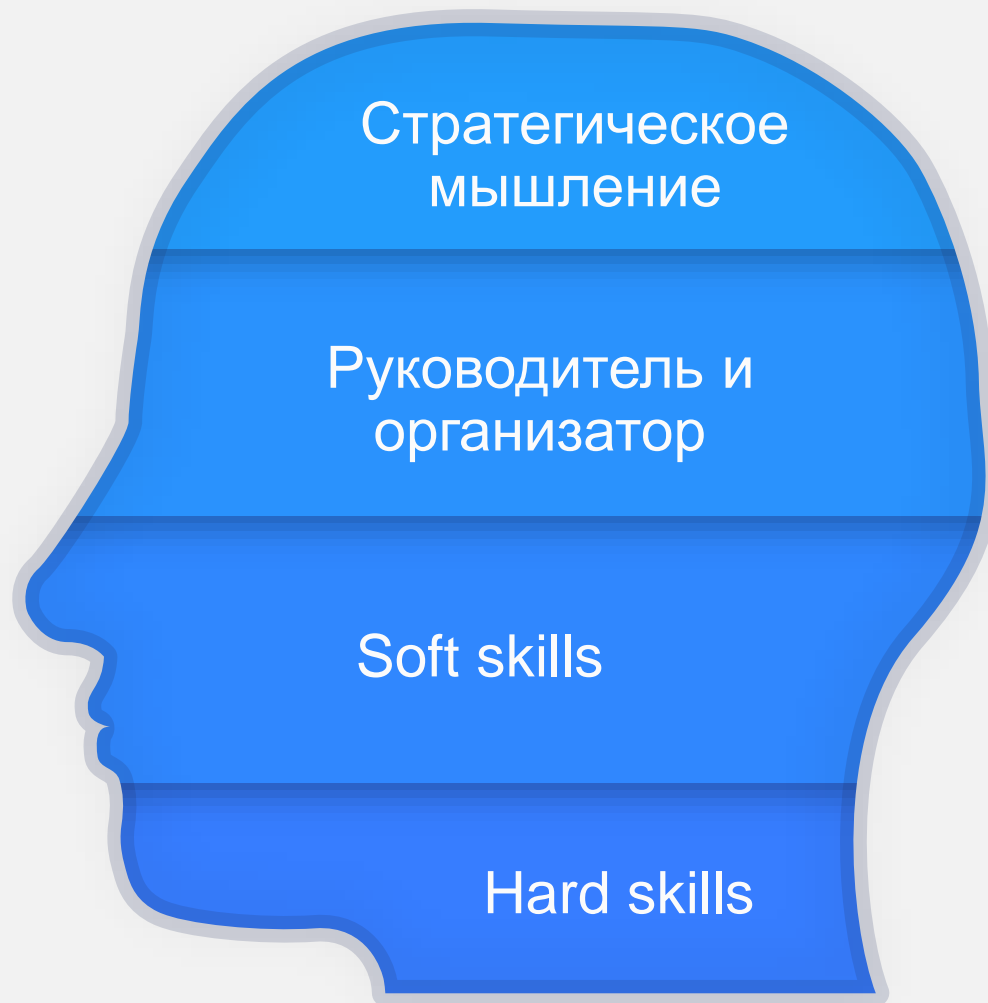 Стратегическое
мышление
Руководитель и
организатор
Soft skills
Hard skills